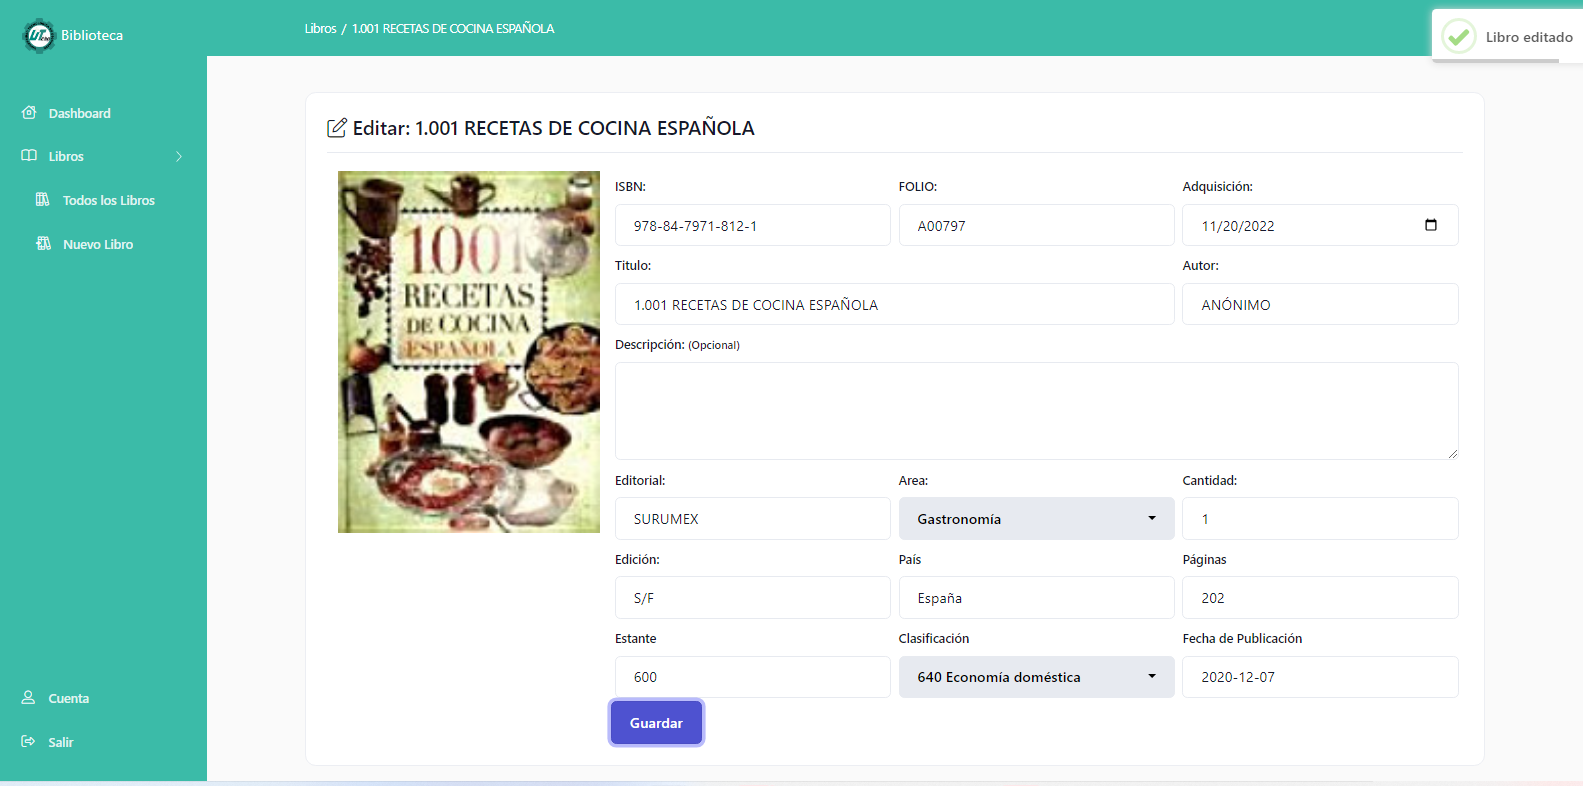 Biblioteca
Libros / 1.001 RECETAS DE COCINA ESPAÑOLA
Libro editado
Dashboard
Libros
Todos los Libros
Nuevo Libro
Cuenta
Salir
Editar: 1.001 RECETAS DE COCINA ESPAÑOLA
1001
RECETAS
DE COCINA
ESPAÑOLA
ISBN: FOLIO: Adquisición:
978-84-7971-812-1 A00797 11/20/2022
Titulo: Autor:
1.001 RECETAS DE COCINA ESPAÑOLA ANÓNIMO
Descripción: (Opcional)
Editorial: Area: Cantidad:
SURUMEX Gastronomía 1
Edición: País Páginas
S/F España 202
Estante Clasificación Fecha de Publicación
600 640 Economía doméstica 2020-12-07
Guardar